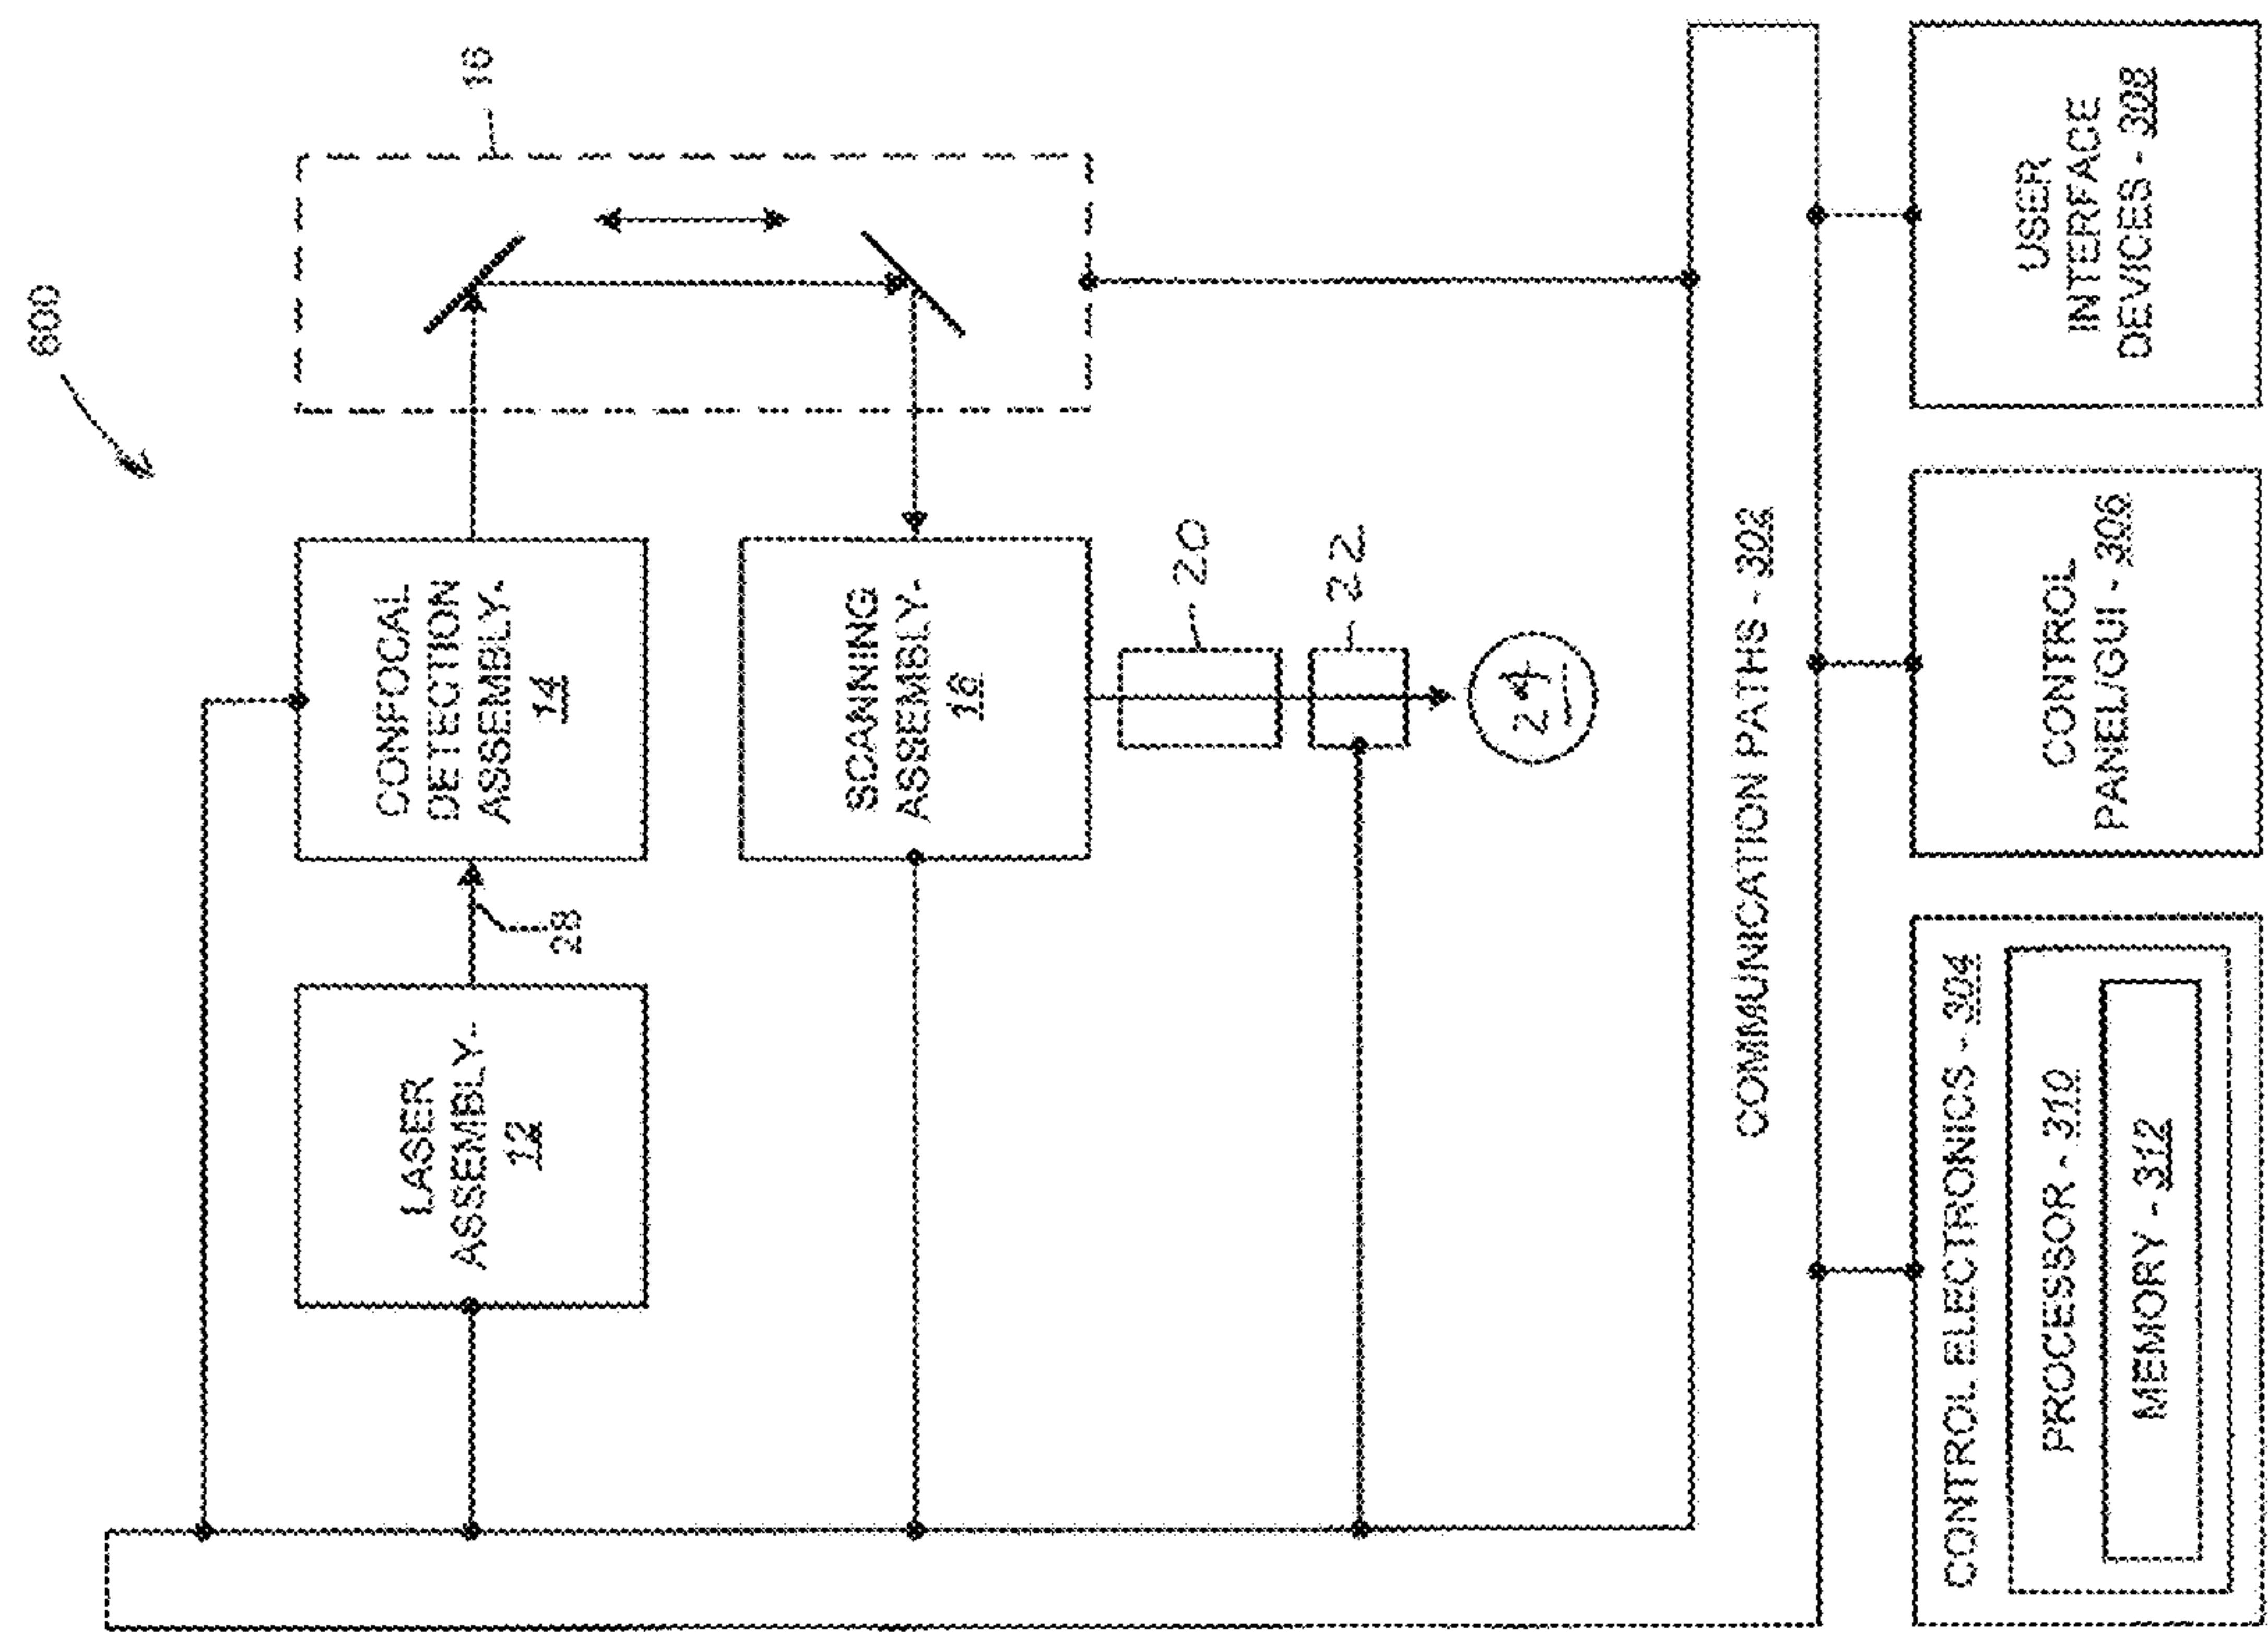 LASER
ASSEMBLY-
12
28
CONFOCAL
DETECTION
ASSEMBLY-
14
16
SCANNING
ASSEMBLY-
18
20
22
24
COMMUNICATION PATHS - 302
CONTROL ELECTRONICS - 304
PROCESSOR - 310
MEMORY - 312
CONTROL
PANEL/GUI - 306
USER
INTERFACE
DEVICES - 308